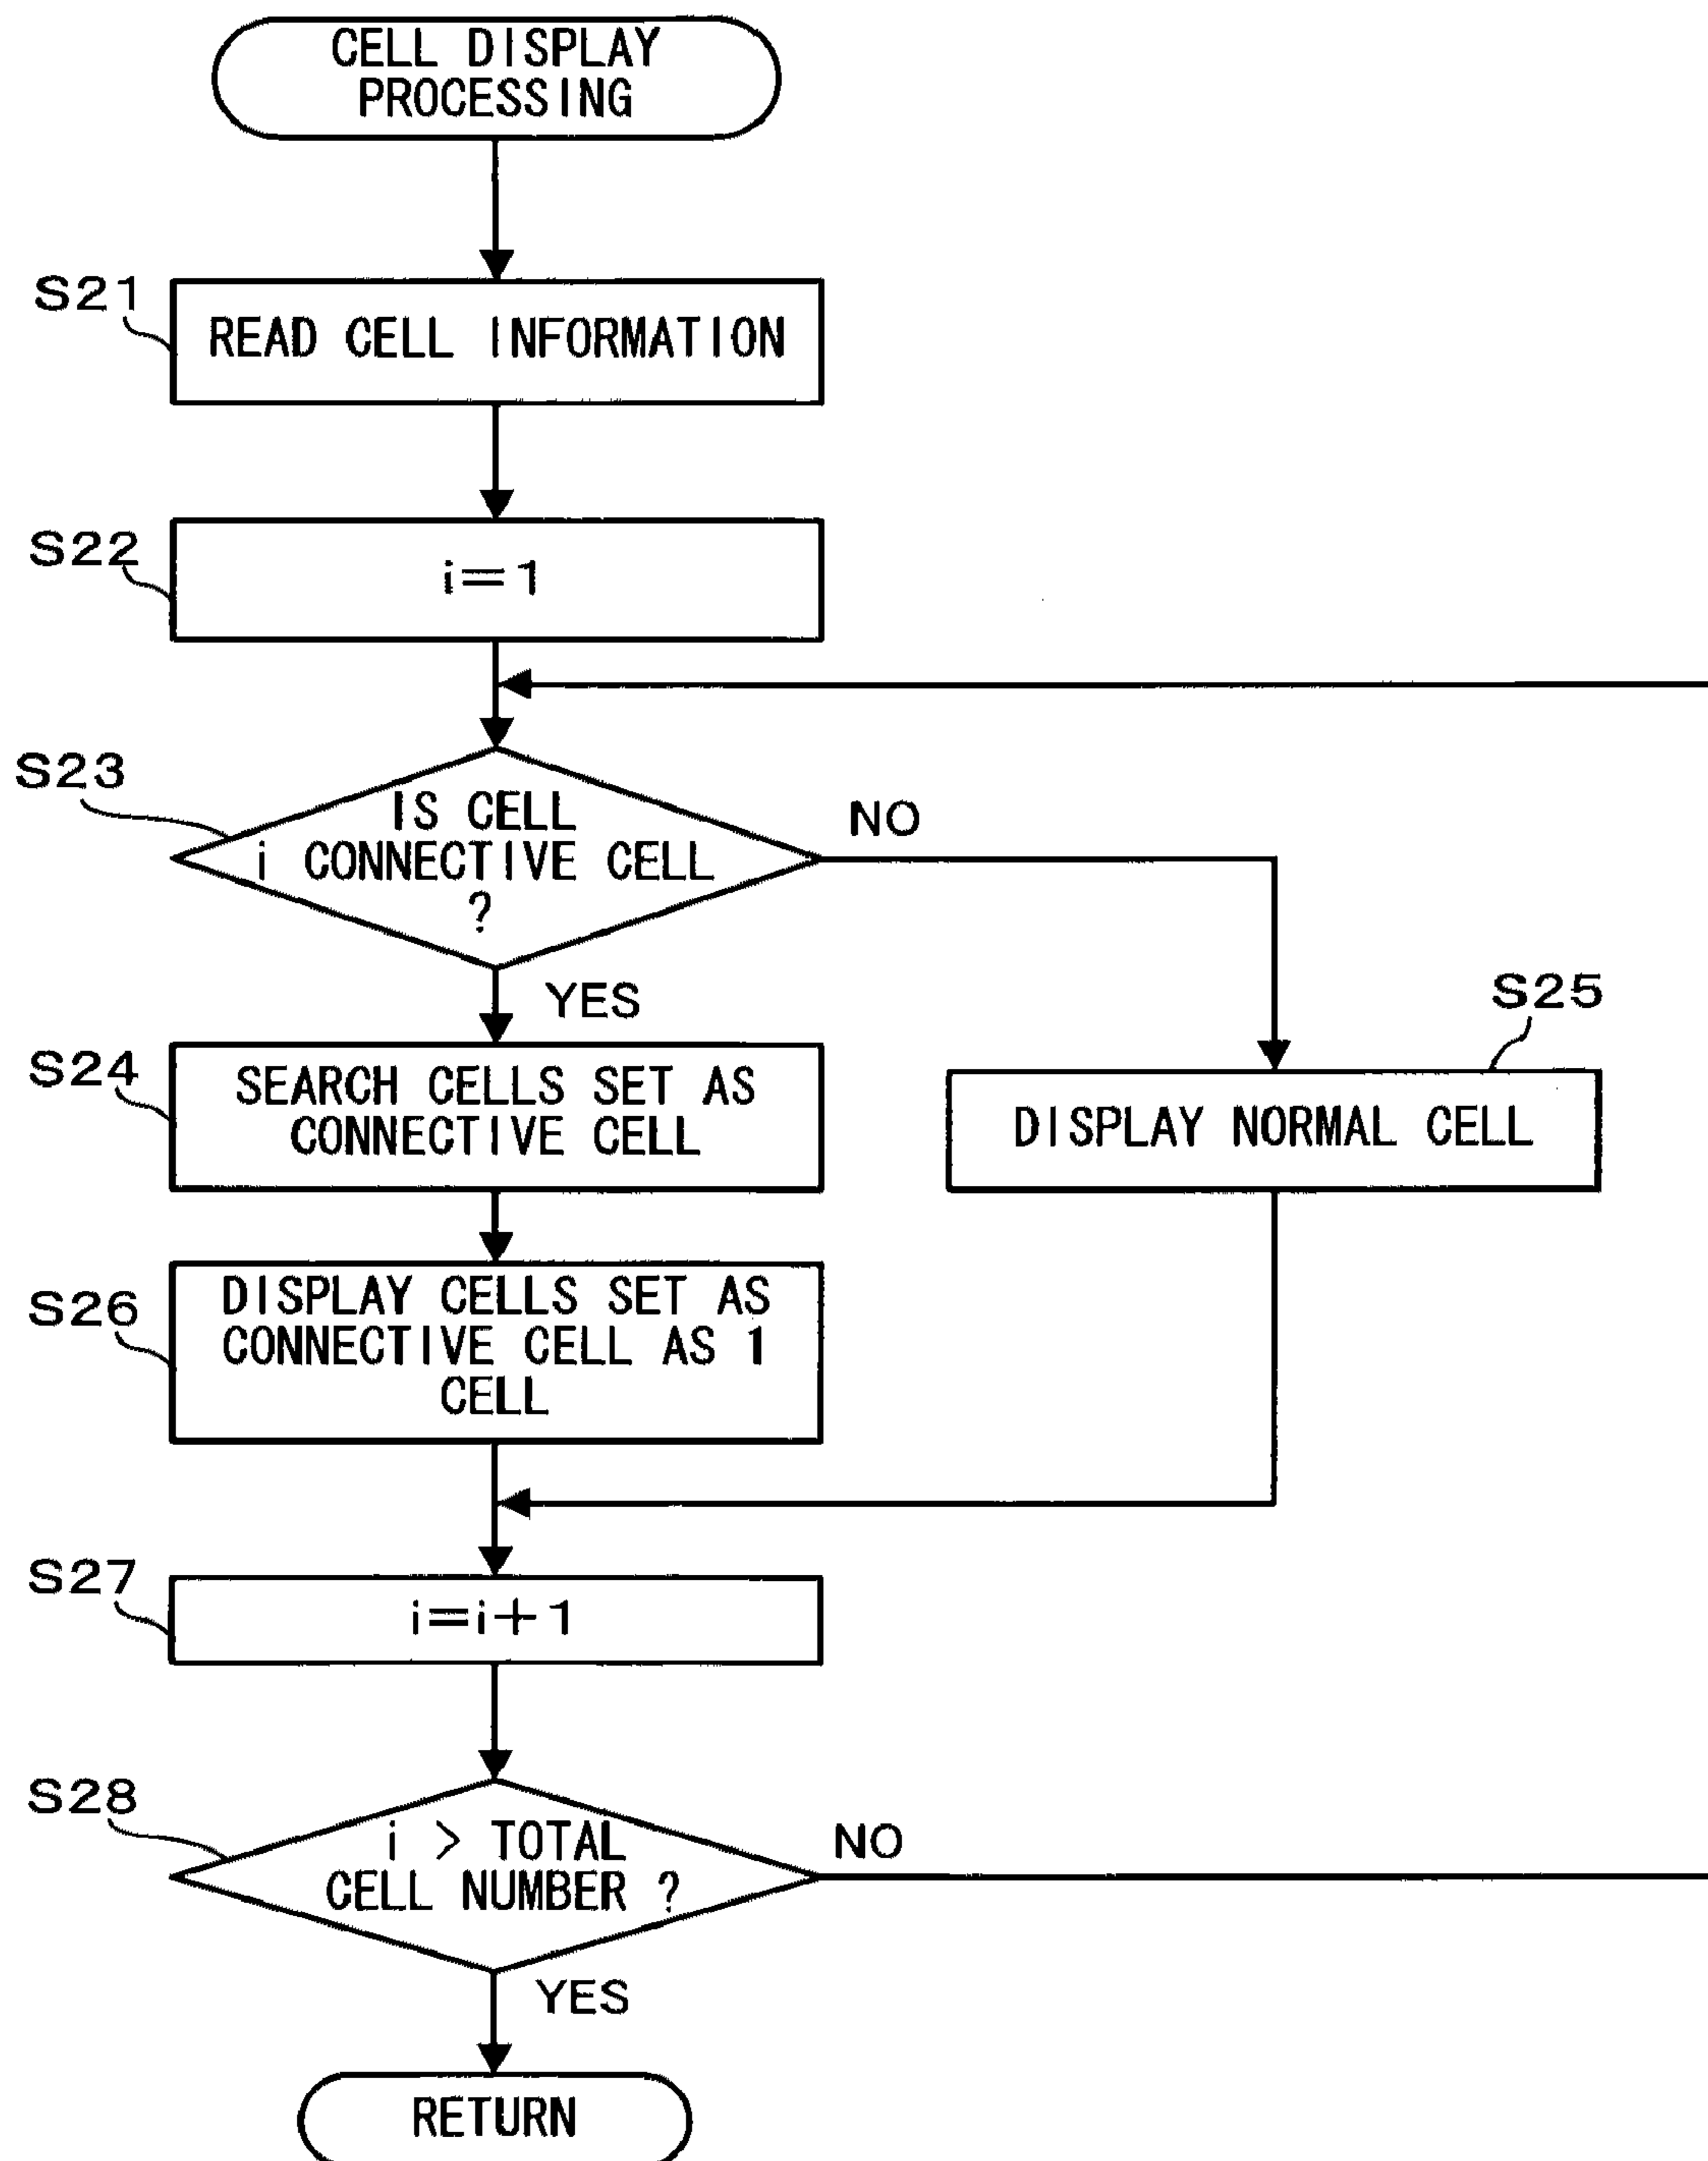 CELL DISPLAY
PROCESSING
S21
READ CELL INFORMATION
S22
i=1
S23
IS CELL
i CONNECTIVE CELL
?
NO
YES
S24
SEARCH CELLS SET AS
CONNECTIVE CELL
S25
DISPLAY NORMAL CELL
S26
DISPLAY CELLS SET AS
CONNECTIVE CELL AS 1
CELL
S27
i=i+1
S28
i > TOTAL
CELL NUMBER ?
NO
YES
RETURN